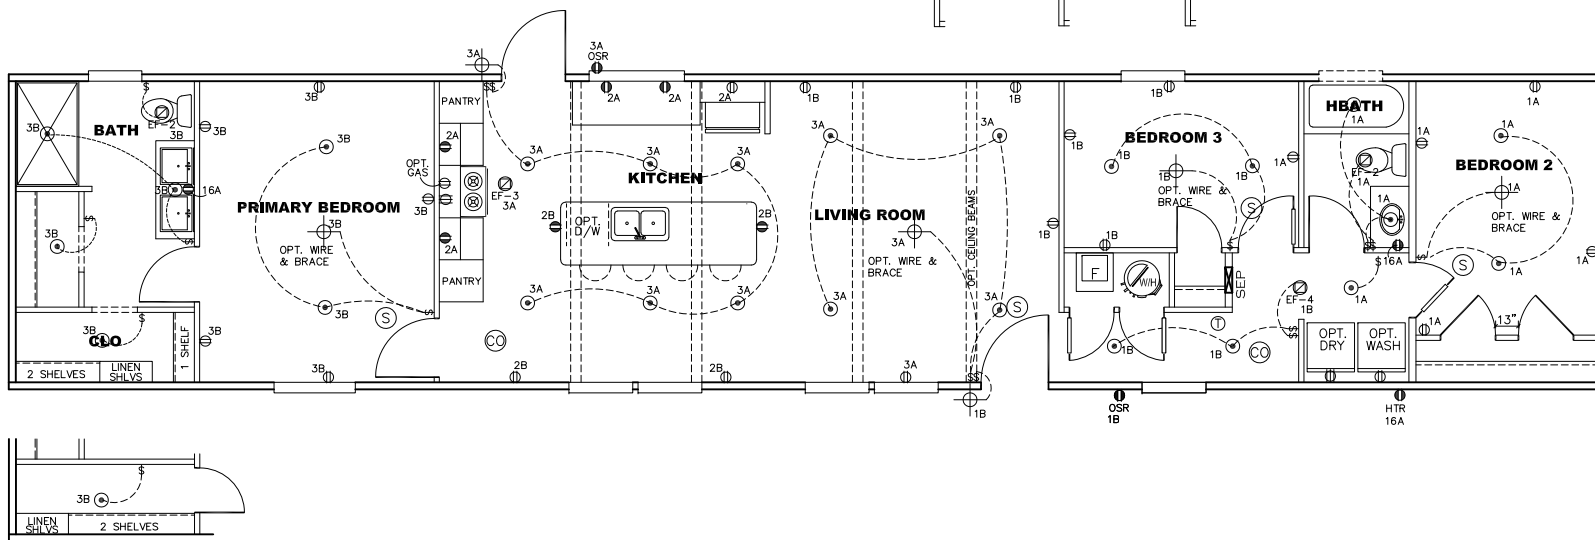 3A
3A
OSR
3B
2A
2A
2A
1B
1B
1B
1A
PANTRY
$$
$
BATH
3B
EF-2
3B
3B
3B
2A
3A
3A
3A
3A
3A
BEDROOM 3
1B
1B
1B
1A
HBATH
1A
1A
EF-2
1A
1A
BEDROOM 2
OPT.
GAS
EF-3
3A
KITCHEN
3B
16A
3B
PRIMARY BEDROOM
3B
OPT. WIRE
& BRACE
2A
2B
OPT.
D/W
2B
LIVING ROOM
3A
OPT. WIRE &
BRACE
OPT. CEILING BEAMS
1B
OPT. WIRE &
BRACE
1B
S
1A
1A
OPT. WIRE &
BRACE
1A
$
3B
$
PANTRY
1B
F
W/H
SEP
$
$$
$16A
$
S
1A
1A
EF-4
1B
3B
CLO
$
3B
3B
S
$
CO
3A
3A
3A
3A
3A
S
T
1B
1B
CO
$$
OPT.
DRY
OPT.
WASH
1A
13"
1 SHELF
2 SHELVES
LINEN
SHLVS
3B
2B
2B
3A
$$
1B
OSR
1B
HTR
16A
3B
$
LINEN
SHLVS
2 SHELVES